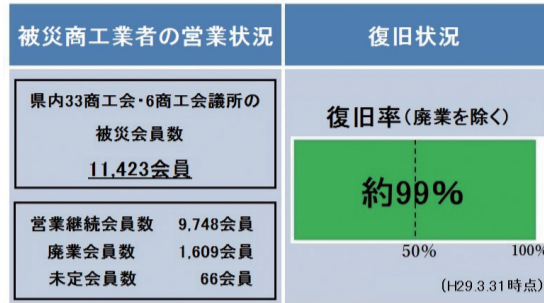 被災商工業者の営業状況
復旧状況
県内33商工会・6商工会議所の
被災会員数
11,423会員
営業継続会員数 9,748会員
廃業会員数 1,609会員
未定会員数 66会員
復旧率(廃業を除く)
約99%
50% 100%
(H29.3.31時点)